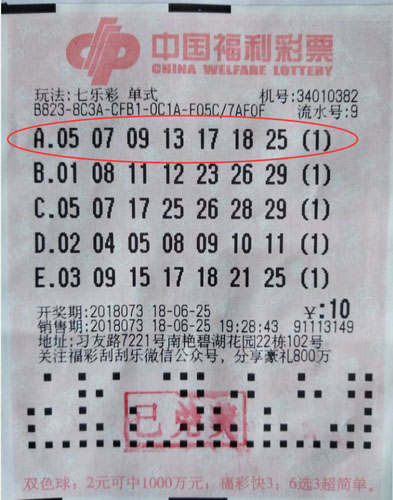 中国福利彩票
CHINA WELFARE LOTTERY
玩法:七乐彩 单式 机号:34010382
B823-8C3A-CFB1-0C1A-F05C/7AF0F 流水号:9
A.05 07 09 13 17 18 25 (1)
B.01 08 11 12 23 26 29 (1)
C.05 07 17 25 26 28 29 (1)
D.02 04 05 08 09 10 11 (1)
E.03 09 15 17 18 21 25 (1)
开奖期:2018073 18-06-25 ¥:10
销售期:2018073 18-06-25 19:28:43 91113149
地址:习友路7221号南艳碧湖花园22栋102号
关注福彩刮刮乐微信公众号，分享豪礼800万
已兑奖
双色球：2元可中1000万元；福彩快3：6选3超简单。